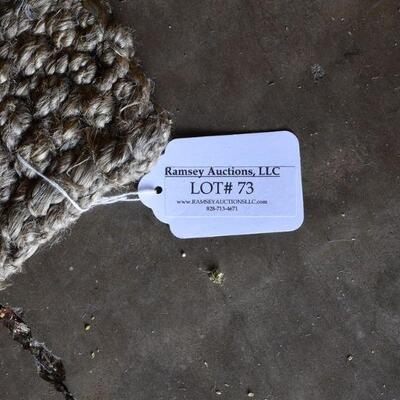 Ramsey Auctions, LLC
LOT# 73
www.RAMSEYAUCTIONSLLC.com
828-713-4671